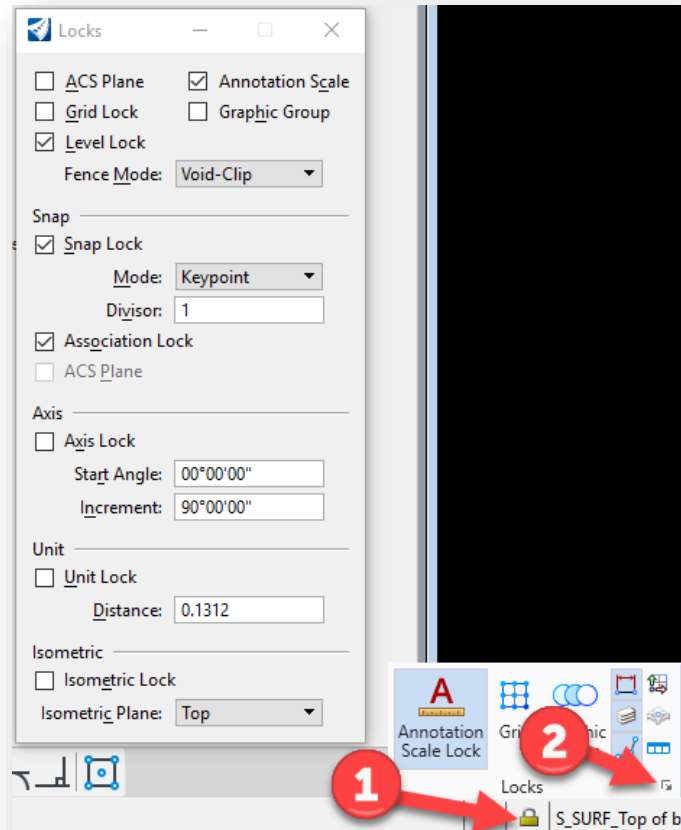 Locks
ACS Plane
Annotation Scale
Grid Lock
Graphic Group
Level Lock
Fence Mode: Void-Clip
Snap
Snap Lock
Mode: Keypoint
Divisor: 1
Association Lock
ACS Plane
Axis
Axis Lock
Start Angle: 00°00'00"
Increment: 90°00'00"
Unit
Unit Lock
Distance: 0.1312
Isometric
Isometric Lock
Isometric Plane: Top
A
Annotation
Scale Lock
2
Locks
1
S_SURF_Top of b